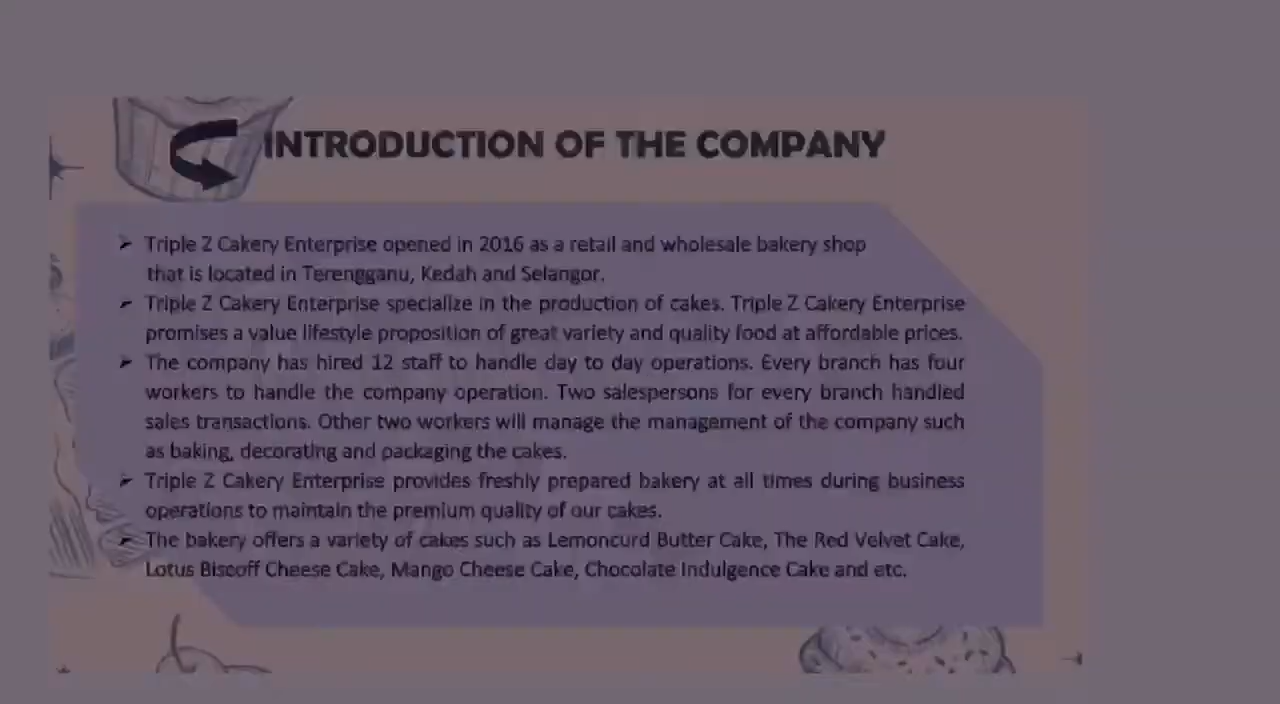 INTRODUCTION OF THE COMPANY
➤ Triple Z Cakery Enterprise opened in 2016 as a retail and wholesale bakery shop
that is located in Terengganu, Kedah and Selangor.
➤ Triple Z Cakery Enterprise specialize in the production of cakes. Triple Z Cakery Enterprise
promises a value lifestyle proposition of great variety and quality food at affordable prices.
➤ The company has hired 12 staff to handle day to day operations. Every branch has four
workers to handle the company operation. Two salespersons for every branch handled
sales transactions. Other two workers will manage the management of the company such
as baking, decorating and packaging the cakes.
➤ Triple Z Cakery Enterprise provides freshly prepared bakery at all times during business
operations to maintain the premium quality of our cakes.
➤ The bakery offers a variety of cakes such as Lemoncurd Butter Cake, The Red Velvet Cake,
Lotus Biscoff Cheese Cake, Mango Cheese Cake, Chocolate Indulgence Cake and etc.